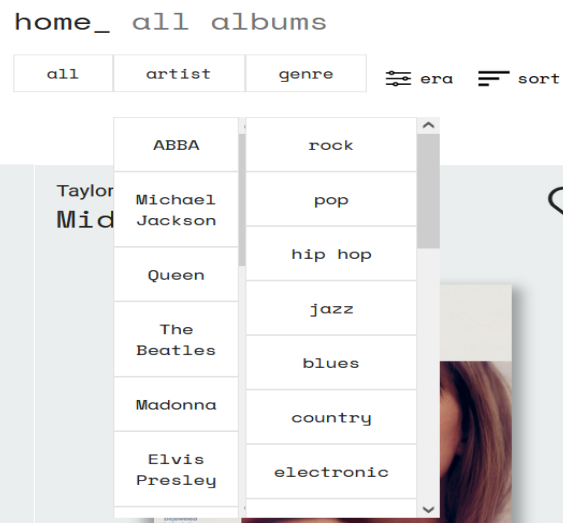 home_ all albums
all artist genre
era sort
ABBA
Michael
Jackson
Queen
The
Beatles
Madonna
Elvis
Presley
rock
pop
hip hop
jazz
blues
country
electronic
Taylor
Mid